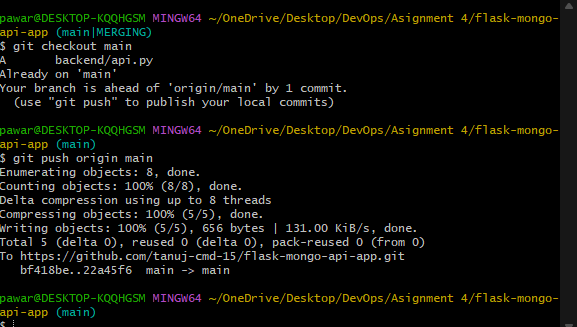 pawar@DESKTOP-KQQHGSM MINGW64 ~/OneDrive/Desktop/DevOps/Asignment 4/flask-mongo-
api-app (main|MERGING)
$ git checkout main
A       backend/api.py
Already on 'main'
Your branch is ahead of 'origin/main' by 1 commit.
  (use "git push" to publish your local commits)
pawar@DESKTOP-KQQHGSM MINGW64 ~/OneDrive/Desktop/DevOps/Asignment 4/flask-mongo-
api-app (main)
$ git push origin main
Enumerating objects: 8, done.
Counting objects: 100% (8/8), done.
Delta compression using up to 8 threads
Compressing objects: 100% (5/5), done.
Writing objects: 100% (5/5), 656 bytes | 131.00 KiB/s, done.
Total 5 (delta 0), reused 0 (delta 0), pack-reused 0 (from 0)
To https://github.com/tanuj-cmd-15/flask-mongo-api-app.git
   bf418be..22a45f6  main -> main
pawar@DESKTOP-KQQHGSM MINGW64 ~/OneDrive/Desktop/DevOps/Asignment 4/flask-mongo-
api-app (main)
$